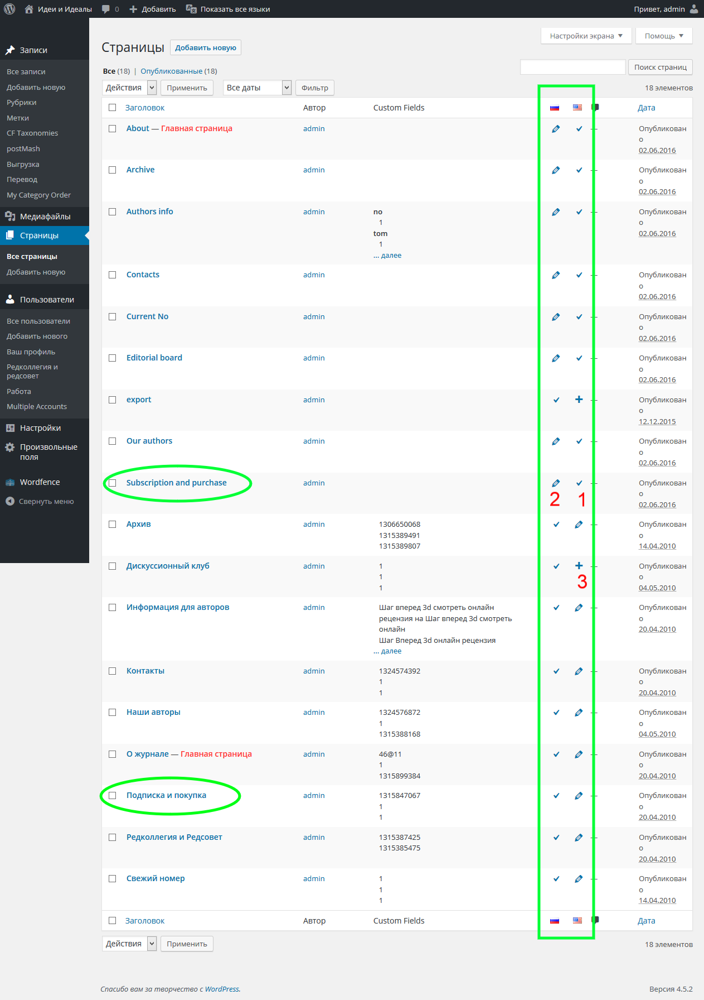 Идеи и Идеалы 0 Добавить Показать все языки Привет, admin
Настройки экрана Помощь
Страницы Добавить новую
Все (18) | Опубликованные (18)
Поиск страниц
Действия Применить Все даты Фильтр 18 элементов
Записи
Все записи
Добавить новую
Рубрики
Метки
CF Taxonomies
postMash
Выгрузка
Перевод
My Category Order
Медиафайлы
Страницы
Все страницы
Добавить новую
Пользователи
Все пользователи
Добавить нового
Ваш профиль
Редколлегия и
редсовет
Работа
Multiple Accounts
Настройки
Произвольные
поля
Wordfence
Свернуть меню
Заголовок Автор Custom Fields Дата
About — Главная страница admin — Опубликован
о
02.06.2016
Archive admin — Опубликован
о
02.06.2016
Authors info admin no — Опубликован
1 о
tom 02.06.2016
1
... далее
Contacts admin — Опубликован
о
02.06.2016
Current No admin — Опубликован
о
02.06.2016
Editorial board admin — Опубликован
о
02.06.2016
export admin — Опубликован
о
12.12.2015
Our authors admin — Опубликован
о
02.06.2016
Subscription and purchase admin — Опубликован
о
2 1 02.06.2016
Архив admin 1306650068 — Опубликован
1315389491 о
1315389807 14.04.2010
Дискуссионный клуб admin 1 — Опубликован
1 о
1 3 04.05.2010
Информация для авторов admin Шаг вперед 3d смотреть онлайн — Опубликован
рецензия на Шаг вперед 3d смотреть о
онлайн 20.04.2010
Шаг Вперед 3d онлайн рецензия
... далее
Контакты admin 1324574392 — Опубликован
1 о
1 20.04.2010
Наши авторы admin 1324576872 — Опубликован
1 о
1315388168 04.05.2010
О журнале — Главная страница admin 46@11 — Опубликован
1 о
1315899384 20.04.2010
Подписка и покупка admin 1315847067 — Опубликован
1 о
1 20.04.2010
Редколлегия и Редсовет admin 1315387425 — Опубликован
1315385475 о
20.04.2010
Свежий номер admin 1 — Опубликован
1 о
1 14.04.2010
Заголовок Автор Custom Fields Дата
Действия Применить 18 элементов
Спасибо вам за творчество с WordPress. Версия 4.5.2